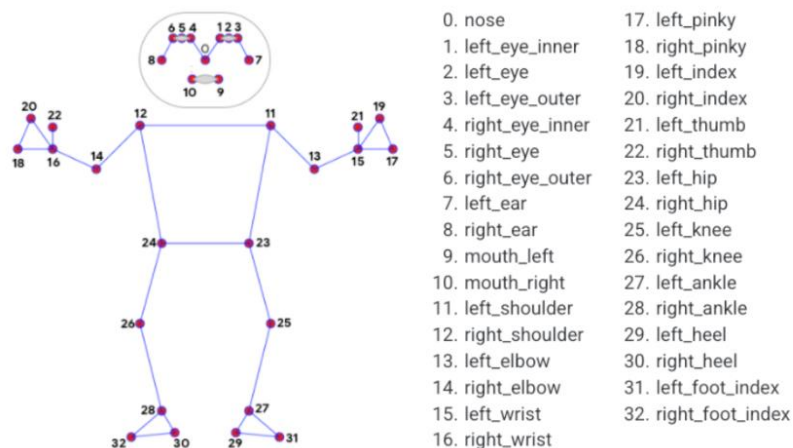 6 5 4 1 2 3
0
8 7
10 9
20 22 12 11 21 19
18 16 14 13 15 17
24 23
26 25
28 27
32 30 29 31
0. nose
1. left_eye_inner
2. left_eye
3. left_eye_outer
4. right_eye_inner
5. right_eye
6. right_eye_outer
7. left_ear
8. right_ear
9. mouth_left
10. mouth_right
11. left_shoulder
12. right_shoulder
13. left_elbow
14. right_elbow
15. left_wrist
16. right_wrist
17. left_pinky
18. right_pinky
19. left_index
20. right_index
21. left_thumb
22. right_thumb
23. left_hip
24. right_hip
25. left_knee
26. right_knee
27. left_ankle
28. right_ankle
29. left_heel
30. right_heel
31. left_foot_index
32. right_foot_index